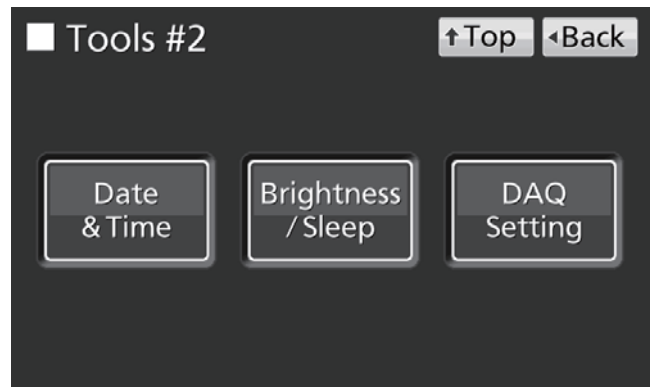 Tools #2
↑Top
◂Back
Date
& Time
Brightness
/ Sleep
DAQ
Setting